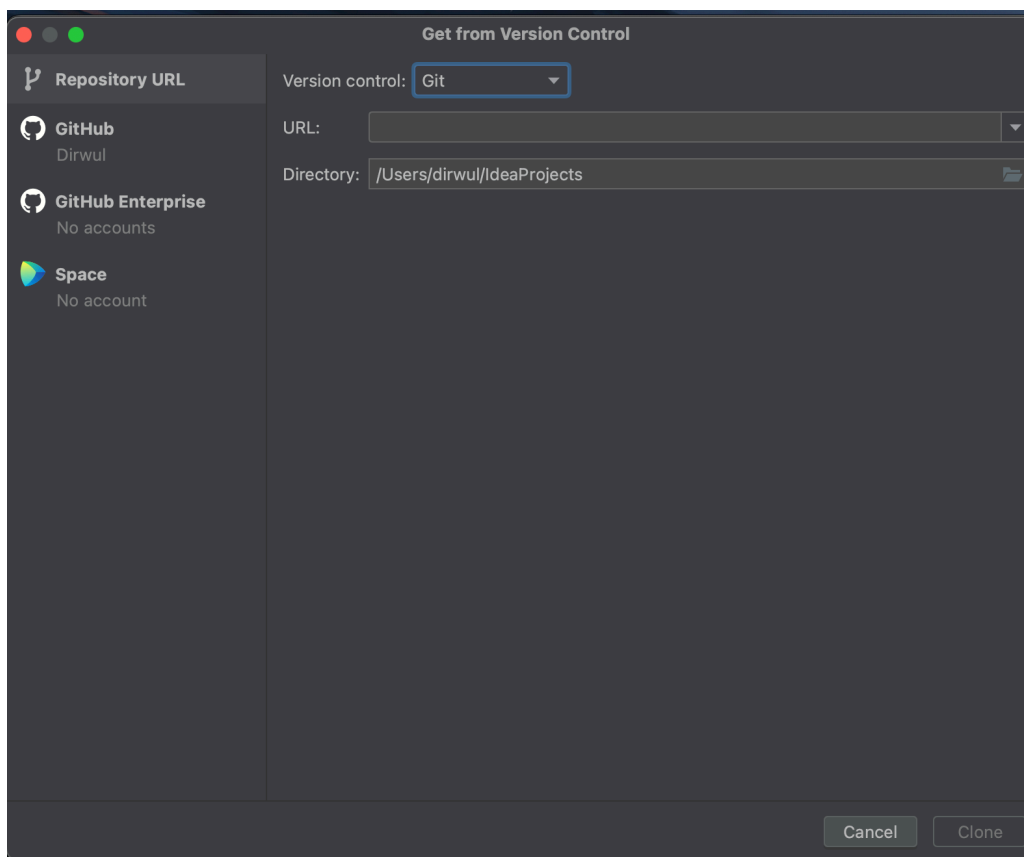 Get from Version Control
Repository URL
GitHub
Dirwul
GitHub Enterprise
No accounts
Space
No account
Version control: Git
URL:
Directory: /Users/dirwul/IdeaProjects
Cancel Clone